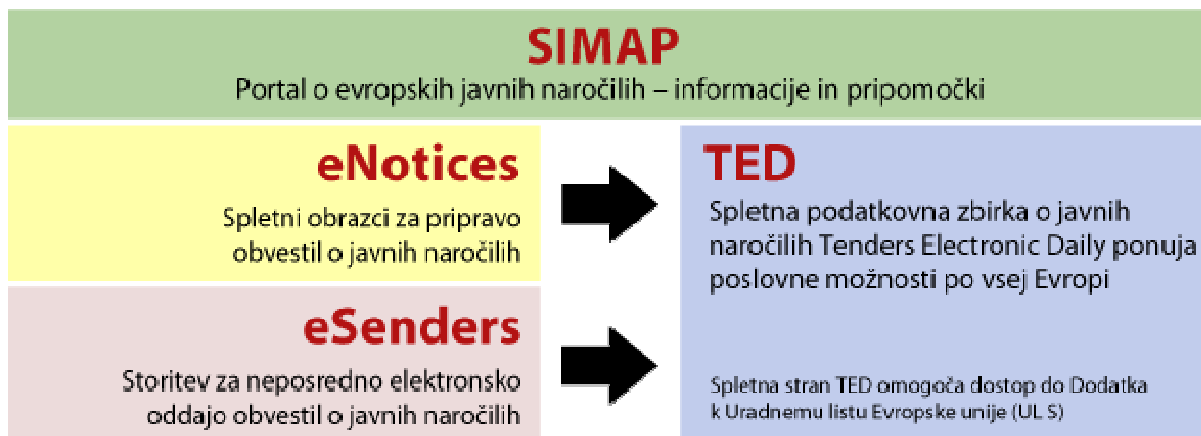 SIMAP
Portal o evropskih javnih naročilih – informacije in pripomočki
eNotices
Spletni obrazci za pripravo
obvestil o javnih naročilih
eSenders
Storitev za neposredno elektronsko
oddajo obvestil o javnih naročilih
TED
Spletna podatkovna zbirka o javnih
naročilih Tenders Electronic Daily ponuja
poslovne možnosti po vsej Evropi
Spletna stran TED omogoča dostop do Dodatka
k Uradnemu listu Evropske unije (UL S)